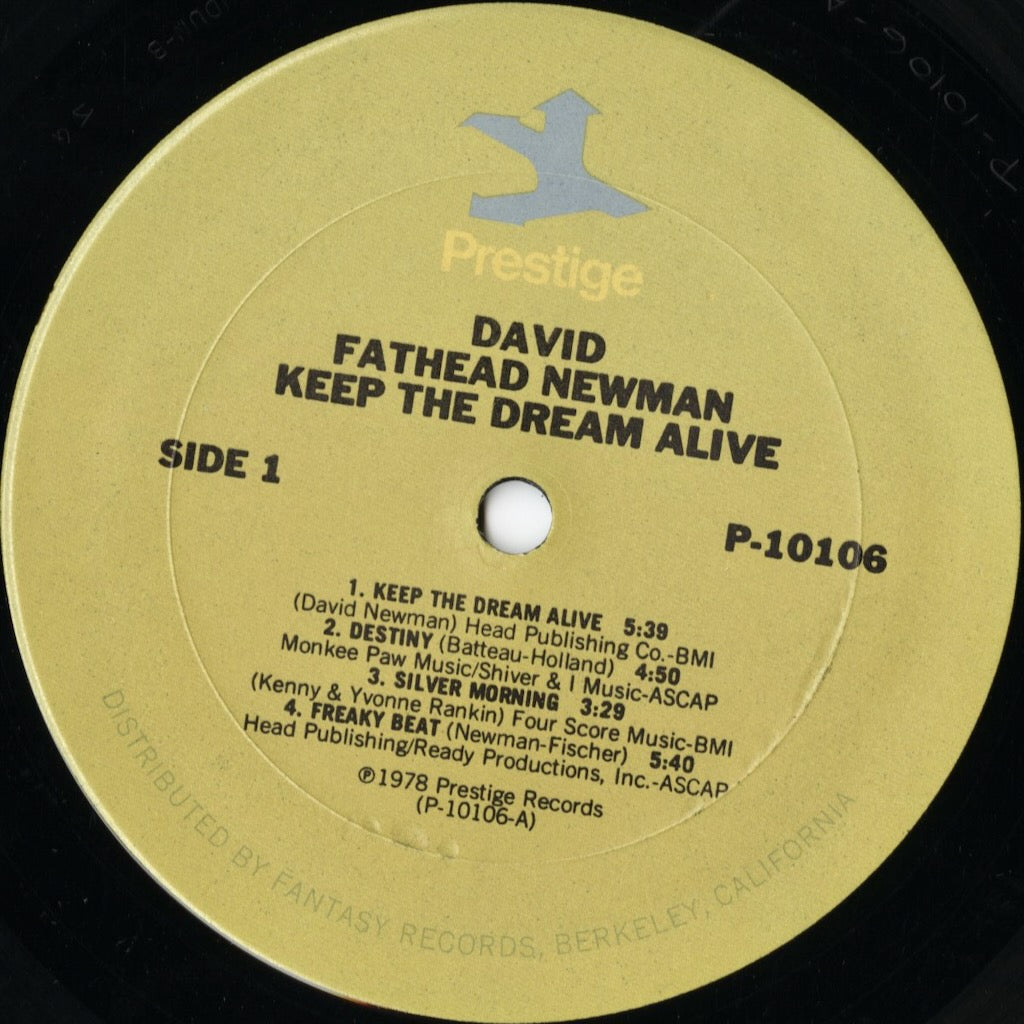 Prestige
DAVID
FATHEAD NEWMAN
KEEP THE DREAM ALIVE
SIDE 1
P-10106
1. KEEP THE DREAM ALIVE 5:39
(David Newman) Head Publishing Co.-BMI
2. DESTINY (Batteau-Holland) 4:50
Monkee Paw Music/Shiver & I Music-ASCAP
3. SILVER MORNING 3:29
(Kenny & Yvonne Rankin) Four Score Music-BMI
4. FREAKY BEAT (Newman-Fischer) 5:40
Head Publishing/Ready Productions, Inc.-ASCAP
℗1978 Prestige Records
(P-10106-A)
DISTRIBUTED BY FANTASY RECORDS, BERKELEY, CALIFORNIA
P-10106-A